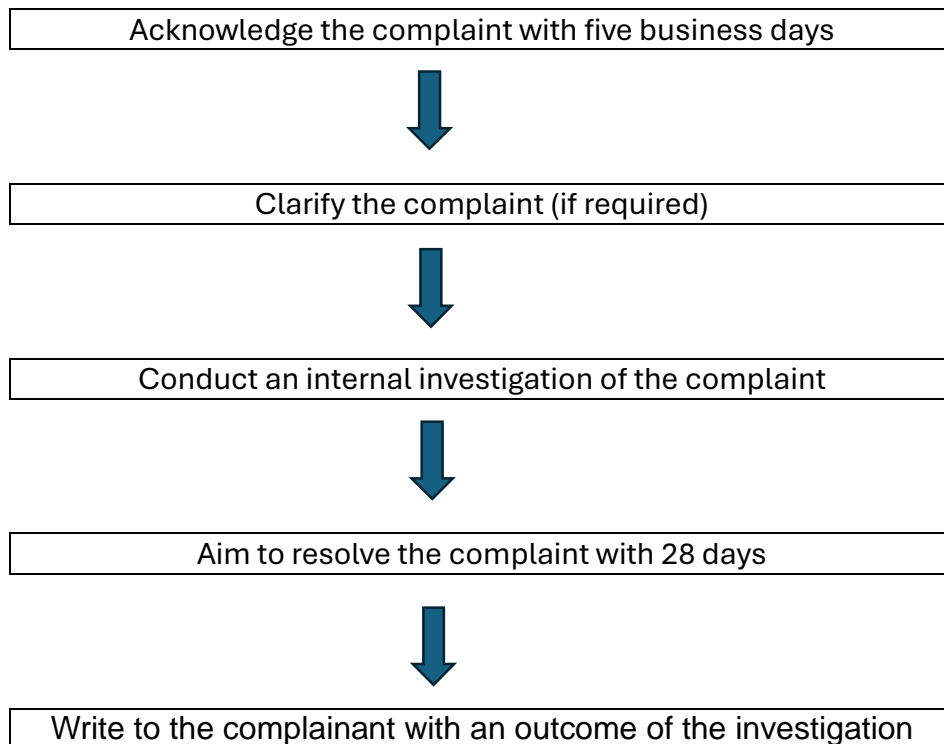 Acknowledge the complaint with five business days
Clarify the complaint (if required)
Conduct an internal investigation of the complaint
Aim to resolve the complaint with 28 days
Write to the complainant with an outcome of the investigation